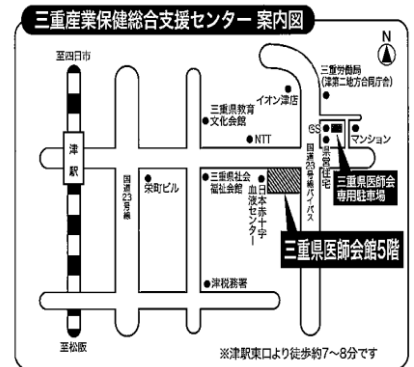 三重産業保健総合支援センター 案内図
N
至四日市
三重労働局
(津第二地方合同庁舎)
イオン津店
三重県教育
文化会館
GS
マンション
NTT
津駅
国道23号線
栄町ビル
三重県社会
福祉会館
日本赤十字
血液センター
国道23号線バイパス
県営住宅
三重県医師会
専用駐車場
三重県医師会館5階
津税務署
至松阪
※津駅東口より徒歩約7〜8分です